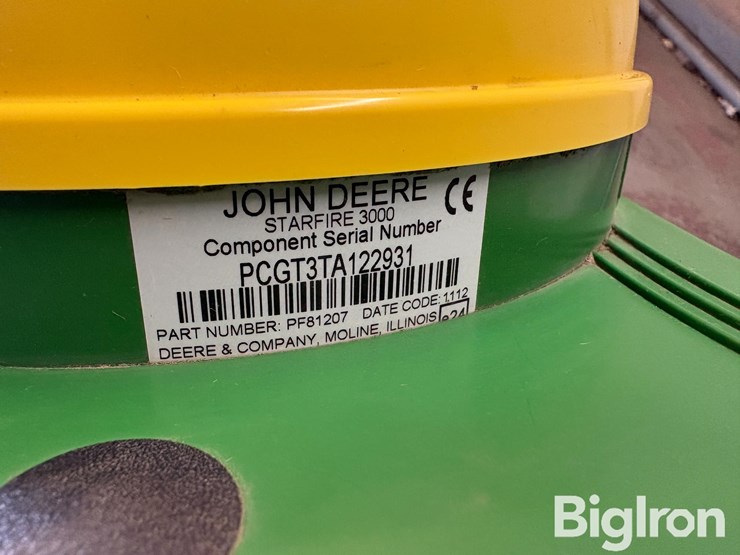 JOHN DEERE CE
STARFIRE 3000
Component Serial Number
PCGT3TA122931
PART NUMBER: PF81207 DATE CODE: 1112
DEERE & COMPANY, MOLINE, ILLINOIS e24
BigIron